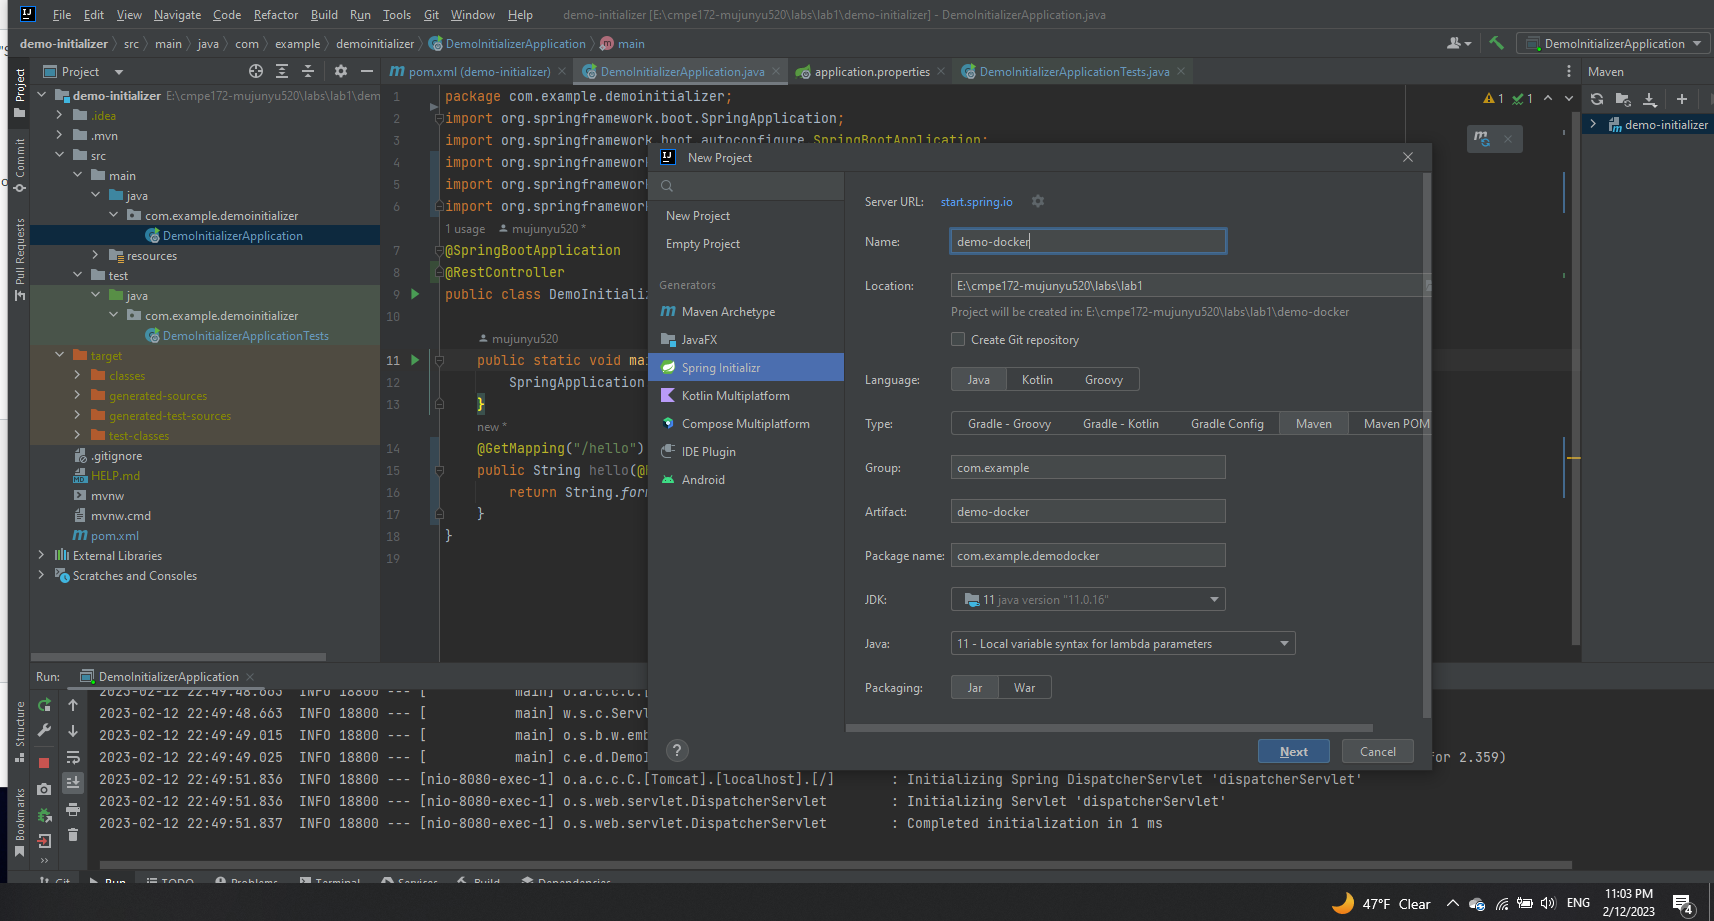 File Edit View Navigate Code Refactor Build Run Tools Git Window Help demo-initializer [E:\cmpe172-mujunyu520\labs\lab1\demo-initializer] - DemoInitializerApplication.java
demo-initializer src main java com example demoinitializer DemoInitializerApplication main
DemoInitializerApplication
Project
pom.xml (demo-initializer) DemoInitializerApplication.java application.properties DemoInitializerApplicationTests.java
Maven
Project
Commit
Pull Requests
Structure
Bookmarks
demo-initializer E:\cmpe172-mujunyu520\labs\lab1\dem
.idea
.mvn
src
main
java
com.example.demoinitializer
DemoInitializerApplication
resources
test
java
com.example.demoinitializer
DemoInitializerApplicationTests
target
classes
generated-sources
generated-test-sources
test-classes
.gitignore
HELP.md
mvnw
mvnw.cmd
pom.xml
External Libraries
Scratches and Consoles
1 package com.example.demoinitializer;
2 import org.springframework.boot.SpringApplication;
3 import org.springframework.boot.autoconfigure.SpringBootApplication;
4 import org.springframework
5 import org.springframework
6 import org.springframework
1 usage mujunyu520 *
7 @SpringBootApplication
8 @RestController
9 public class DemoInitializ
10
mujunyu520
11 public static void mai
12 SpringApplication
13 }
new *
14 @GetMapping("/hello")
15 public String hello(@
16 return String.for
17 }
18 }
19
1 1
demo-initializer
New Project
New Project
Empty Project
Generators
Maven Archetype
JavaFX
Spring Initializr
Kotlin Multiplatform
Compose Multiplatform
IDE Plugin
Android
Server URL: start.spring.io
Name: demo-docker
Location: E:\cmpe172-mujunyu520\labs\lab1
Project will be created in: E:\cmpe172-mujunyu520\labs\lab1\demo-docker
Create Git repository
Language: Java Kotlin Groovy
Type: Gradle - Groovy Gradle - Kotlin Gradle Config Maven Maven POM
Group: com.example
Artifact: demo-docker
Package name: com.example.demodocker
JDK: 11 java version "11.0.16"
Java: 11 - Local variable syntax for lambda parameters
Packaging: Jar War
? Next Cancel
Run: DemoInitializerApplication
2023-02-12 22:49:48.663 INFO 18800 --- [ main] o.a.c.c.C.[
2023-02-12 22:49:48.663 INFO 18800 --- [ main] w.s.c.Serv
2023-02-12 22:49:49.015 INFO 18800 --- [ main] o.s.b.w.emb
2023-02-12 22:49:49.025 INFO 18800 --- [ main] c.e.d.Demo for 2.359)
2023-02-12 22:49:51.836 INFO 18800 --- [nio-8080-exec-1] o.a.c.c.C.[Tomcat].[localhost].[/] : Initializing Spring DispatcherServlet 'dispatcherServlet'
2023-02-12 22:49:51.836 INFO 18800 --- [nio-8080-exec-1] o.s.web.servlet.DispatcherServlet : Initializing Servlet 'dispatcherServlet'
2023-02-12 22:49:51.837 INFO 18800 --- [nio-8080-exec-1] o.s.web.servlet.DispatcherServlet : Completed initialization in 1 ms
Git Run TODO Problems Terminal Services Build Dependencies
47°F Clear ENG 11:03 PM
2/12/2023 4